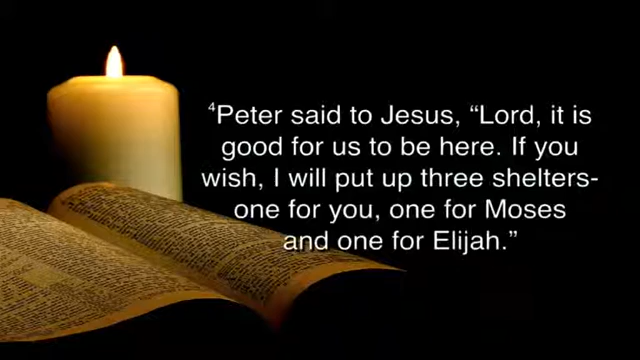 ⁴Peter said to Jesus, “Lord, it is
good for us to be here. If you
wish, I will put up three shelters-
one for you, one for Moses
and one for Elijah.”